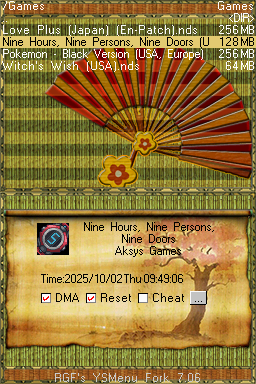 /Games Games
<DIR>
Love Plus (Japan) (En-Patch).nds 256MB
Nine Hours, Nine Persons, Nine Doors (U 128MB
Pokemon - Black Version (USA, Europe) 256MB
Witch's Wish (USA).nds 64MB
Nine Hours, Nine Persons,
Nine Doors
Aksys Games
Time:2025/10/02Thu09:49:06
DMA Reset Cheat ...
RGF's YSMenu Fork 7.06